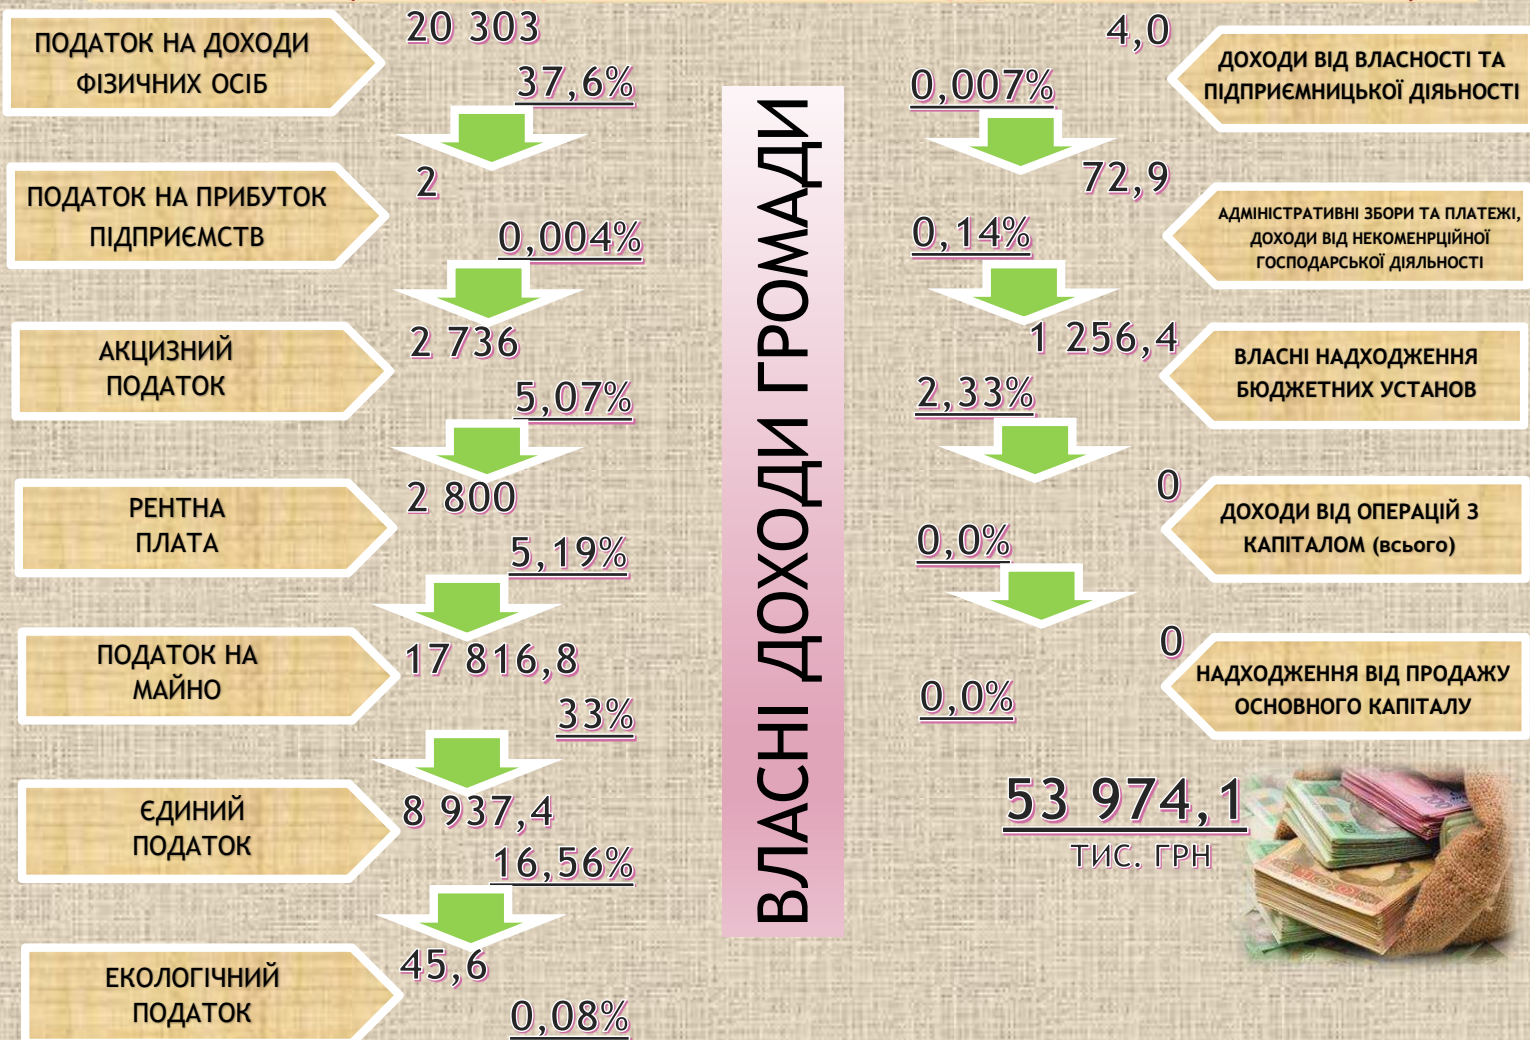 ПОДАТОК НА ДОХОДИ
ФІЗИЧНИХ ОСІБ
20 303
37,6%
ПОДАТОК НА ПРИБУТОК
ПІДПРИЄМСТВ
2
0,004%
АКЦИЗНИЙ
ПОДАТОК
2 736
5,07%
РЕНТНА
ПЛАТА
2 800
5,19%
ПОДАТОК НА
МАЙНО
17 816,8
33%
ЄДИНИЙ
ПОДАТОК
8 937,4
16,56%
ЕКОЛОГІЧНИЙ
ПОДАТОК
45,6
0,08%
ВЛАСНІ ДОХОДИ ГРОМАДИ
4,0
0,007%
ДОХОДИ ВІД ВЛАСНОСТІ ТА
ПІДПРИЄМНИЦЬКОЇ ДІЯЬНОСТІ
72,9
0,14%
АДМІНІСТРАТИВНІ ЗБОРИ ТА ПЛАТЕЖІ,
ДОХОДИ ВІД НЕКОМЕНРЦІЙНОЇ
ГОСПОДАРСЬКОЇ ДІЯЛЬНОСТІ
1 256,4
2,33%
ВЛАСНІ НАДХОДЖЕННЯ
БЮДЖЕТНИХ УСТАНОВ
0
0,0%
ДОХОДИ ВІД ОПЕРАЦІЙ З
КАПІТАЛОМ (всього)
0
0,0%
НАДХОДЖЕННЯ ВІД ПРОДАЖУ
ОСНОВНОГО КАПІТАЛУ
53 974,1
ТИС. ГРН